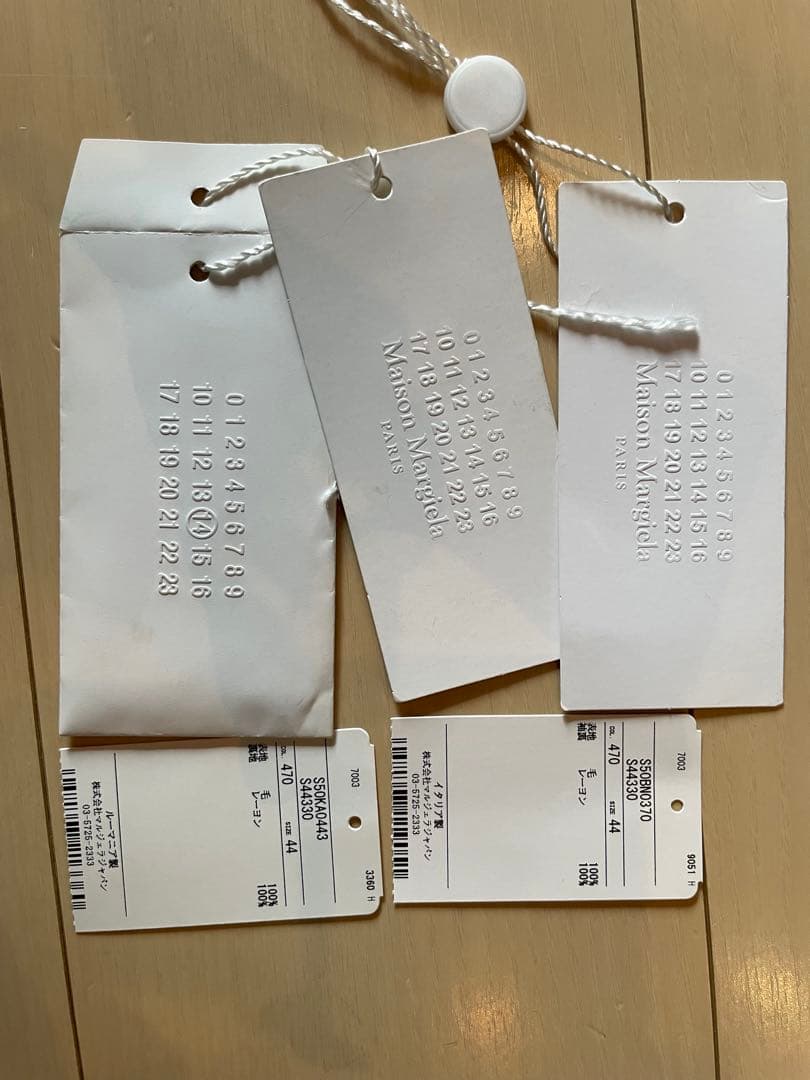 0 1 2 3 4 5 6 7 8 9
10 11 12 13 14 15 16
17 18 19 20 21 22 23
0 1 2 3 4 5 6 7 8 9
10 11 12 13 14 15 16
17 18 19 20 21 22 23
Maison Margiela
PARIS
0 1 2 3 4 5 6 7 8 9
10 11 12 13 14 15 16
17 18 19 20 21 22 23
Maison Margiela
PARIS
7003 3360 H
S50KA0443
S44330
COL. 470 SIZE 44
表地 毛 100%
裏地 レーヨン 100%
ルーマニア製
株式会社マルジェラジャパン
03-5725-2333
7003 9051 H
S50BN0370
S44330
COL. 470 SIZE 44
表地 毛 100%
袖裏 レーヨン 100%
イタリア製
株式会社マルジェラジャパン
03-5725-2333